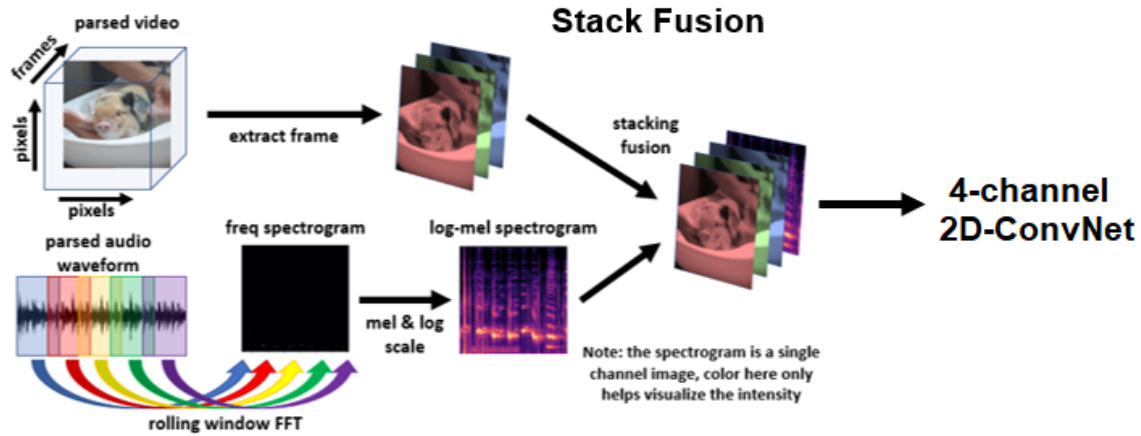 Stack Fusion
parsed video
frames
pixels
pixels
extract frame
stacking
fusion
4-channel
2D-ConvNet
parsed audio
waveform
freq spectrogram
log-mel spectrogram
mel & log
scale
rolling window FFT
Note: the spectrogram is a single
channel image, color here only
helps visualize the intensity